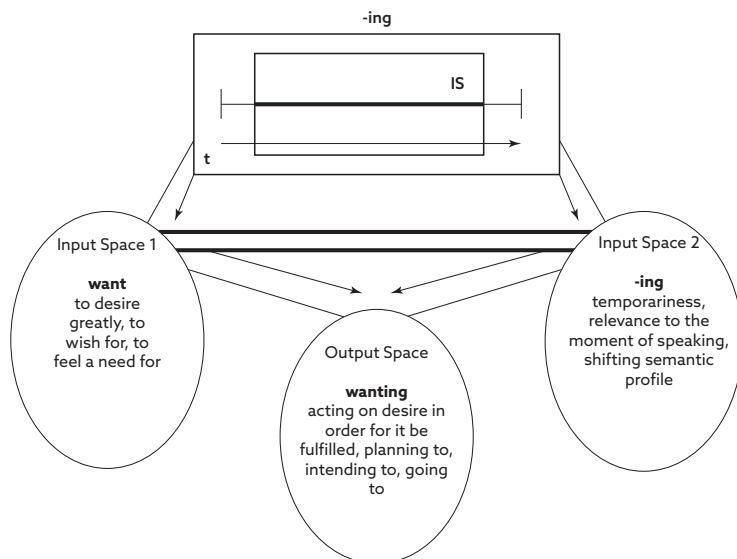 -ing
IS
t
Input Space 1
want
to desire
greatly, to
wish for, to
feel a need for
Input Space 2
-ing
temporariness,
relevance to the
moment of speaking,
shifting semantic
profile
Output Space
wanting
acting on desire in
order for it be
fulfilled, planning to,
intending to, going
to